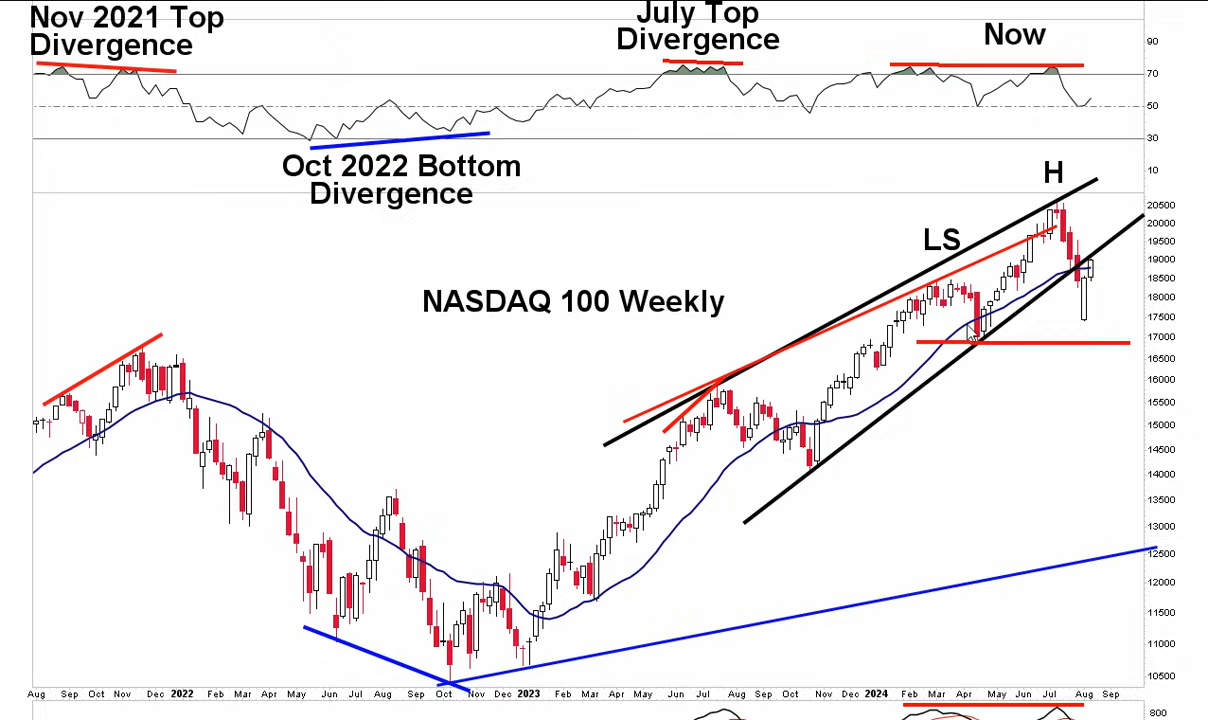 Nov 2021 Top
Divergence
July Top
Divergence
Now
90
70
50
30
10
Oct 2022 Bottom
Divergence
H
LS
NASDAQ 100 Weekly
20500
20000
19500
19000
18500
18000
17500
17000
16500
16000
15500
15000
14500
14000
13500
13000
12500
12000
11500
11000
10500
Aug Sep Oct Nov Dec 2022 Feb Mar Apr May Jun Jul Aug Sep Oct Nov Dec 2023 Feb Mar Apr May Jun Jul Aug Sep Oct Nov Dec 2024 Feb Mar Apr May Jun Jul Aug Sep
800